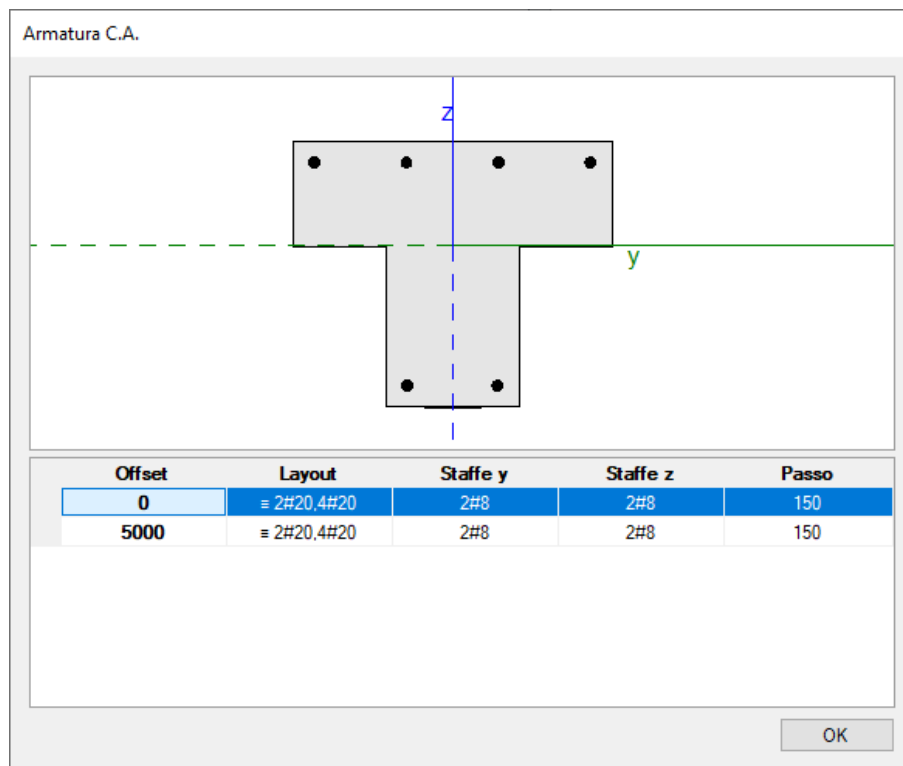 Armatura C.A.
z
y
Offset Layout Staffe y Staffe z Passo
0 ≡ 2#20,4#20 2#8 2#8 150
5000 ≡ 2#20,4#20 2#8 2#8 150
OK